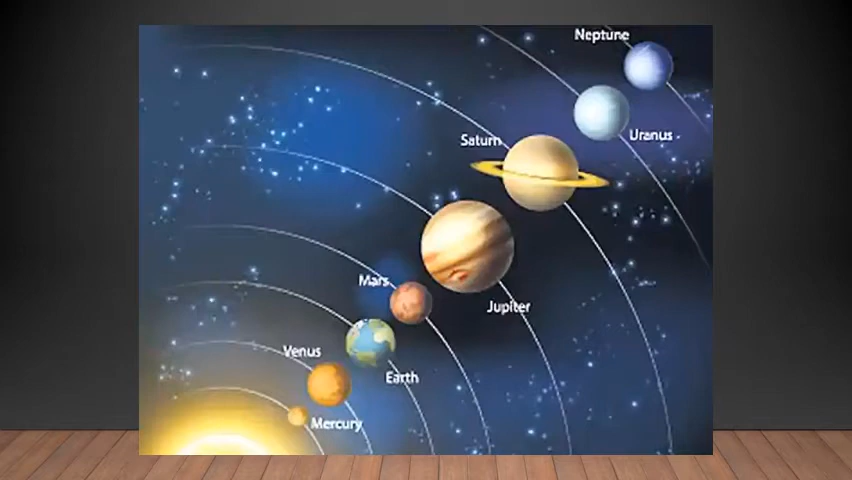 Neptune
Uranus
Saturn
Mars
Jupiter
Venus
Earth
Mercury